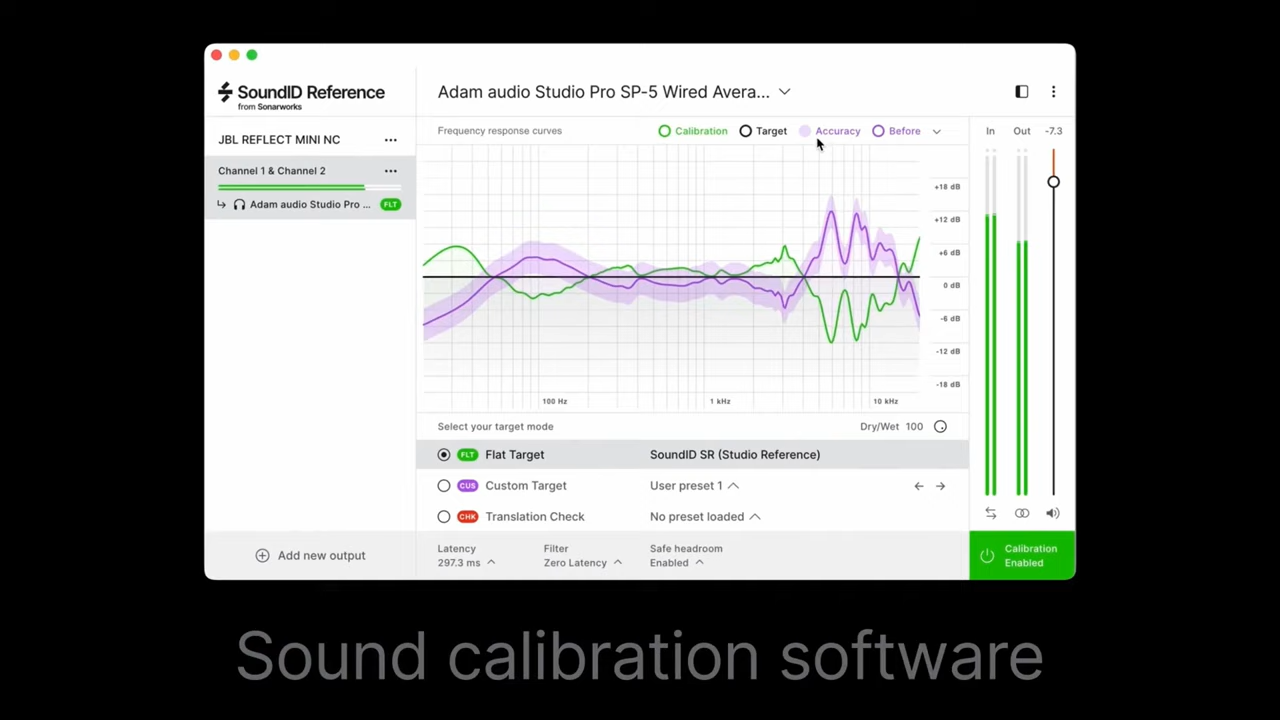 SoundID Reference
from Sonarworks
Adam audio Studio Pro SP-5 Wired Avera...
JBL REFLECT MINI NC
Frequency response curves
Calibration
Target
Accuracy
Before
In
Out
-7.3
Channel 1 & Channel 2
Adam audio Studio Pro ...
FLT
+18 dB
+12 dB
+6 dB
0 dB
-6 dB
-12 dB
-18 dB
100 Hz
1 kHz
10 kHz
Select your target mode
Dry/Wet 100
FLT Flat Target
SoundID SR (Studio Reference)
CUS Custom Target
User preset 1
CHK Translation Check
No preset loaded
Add new output
Latency
297.3 ms
Filter
Zero Latency
Safe headroom
Enabled
Calibration
Enabled
Sound calibration software